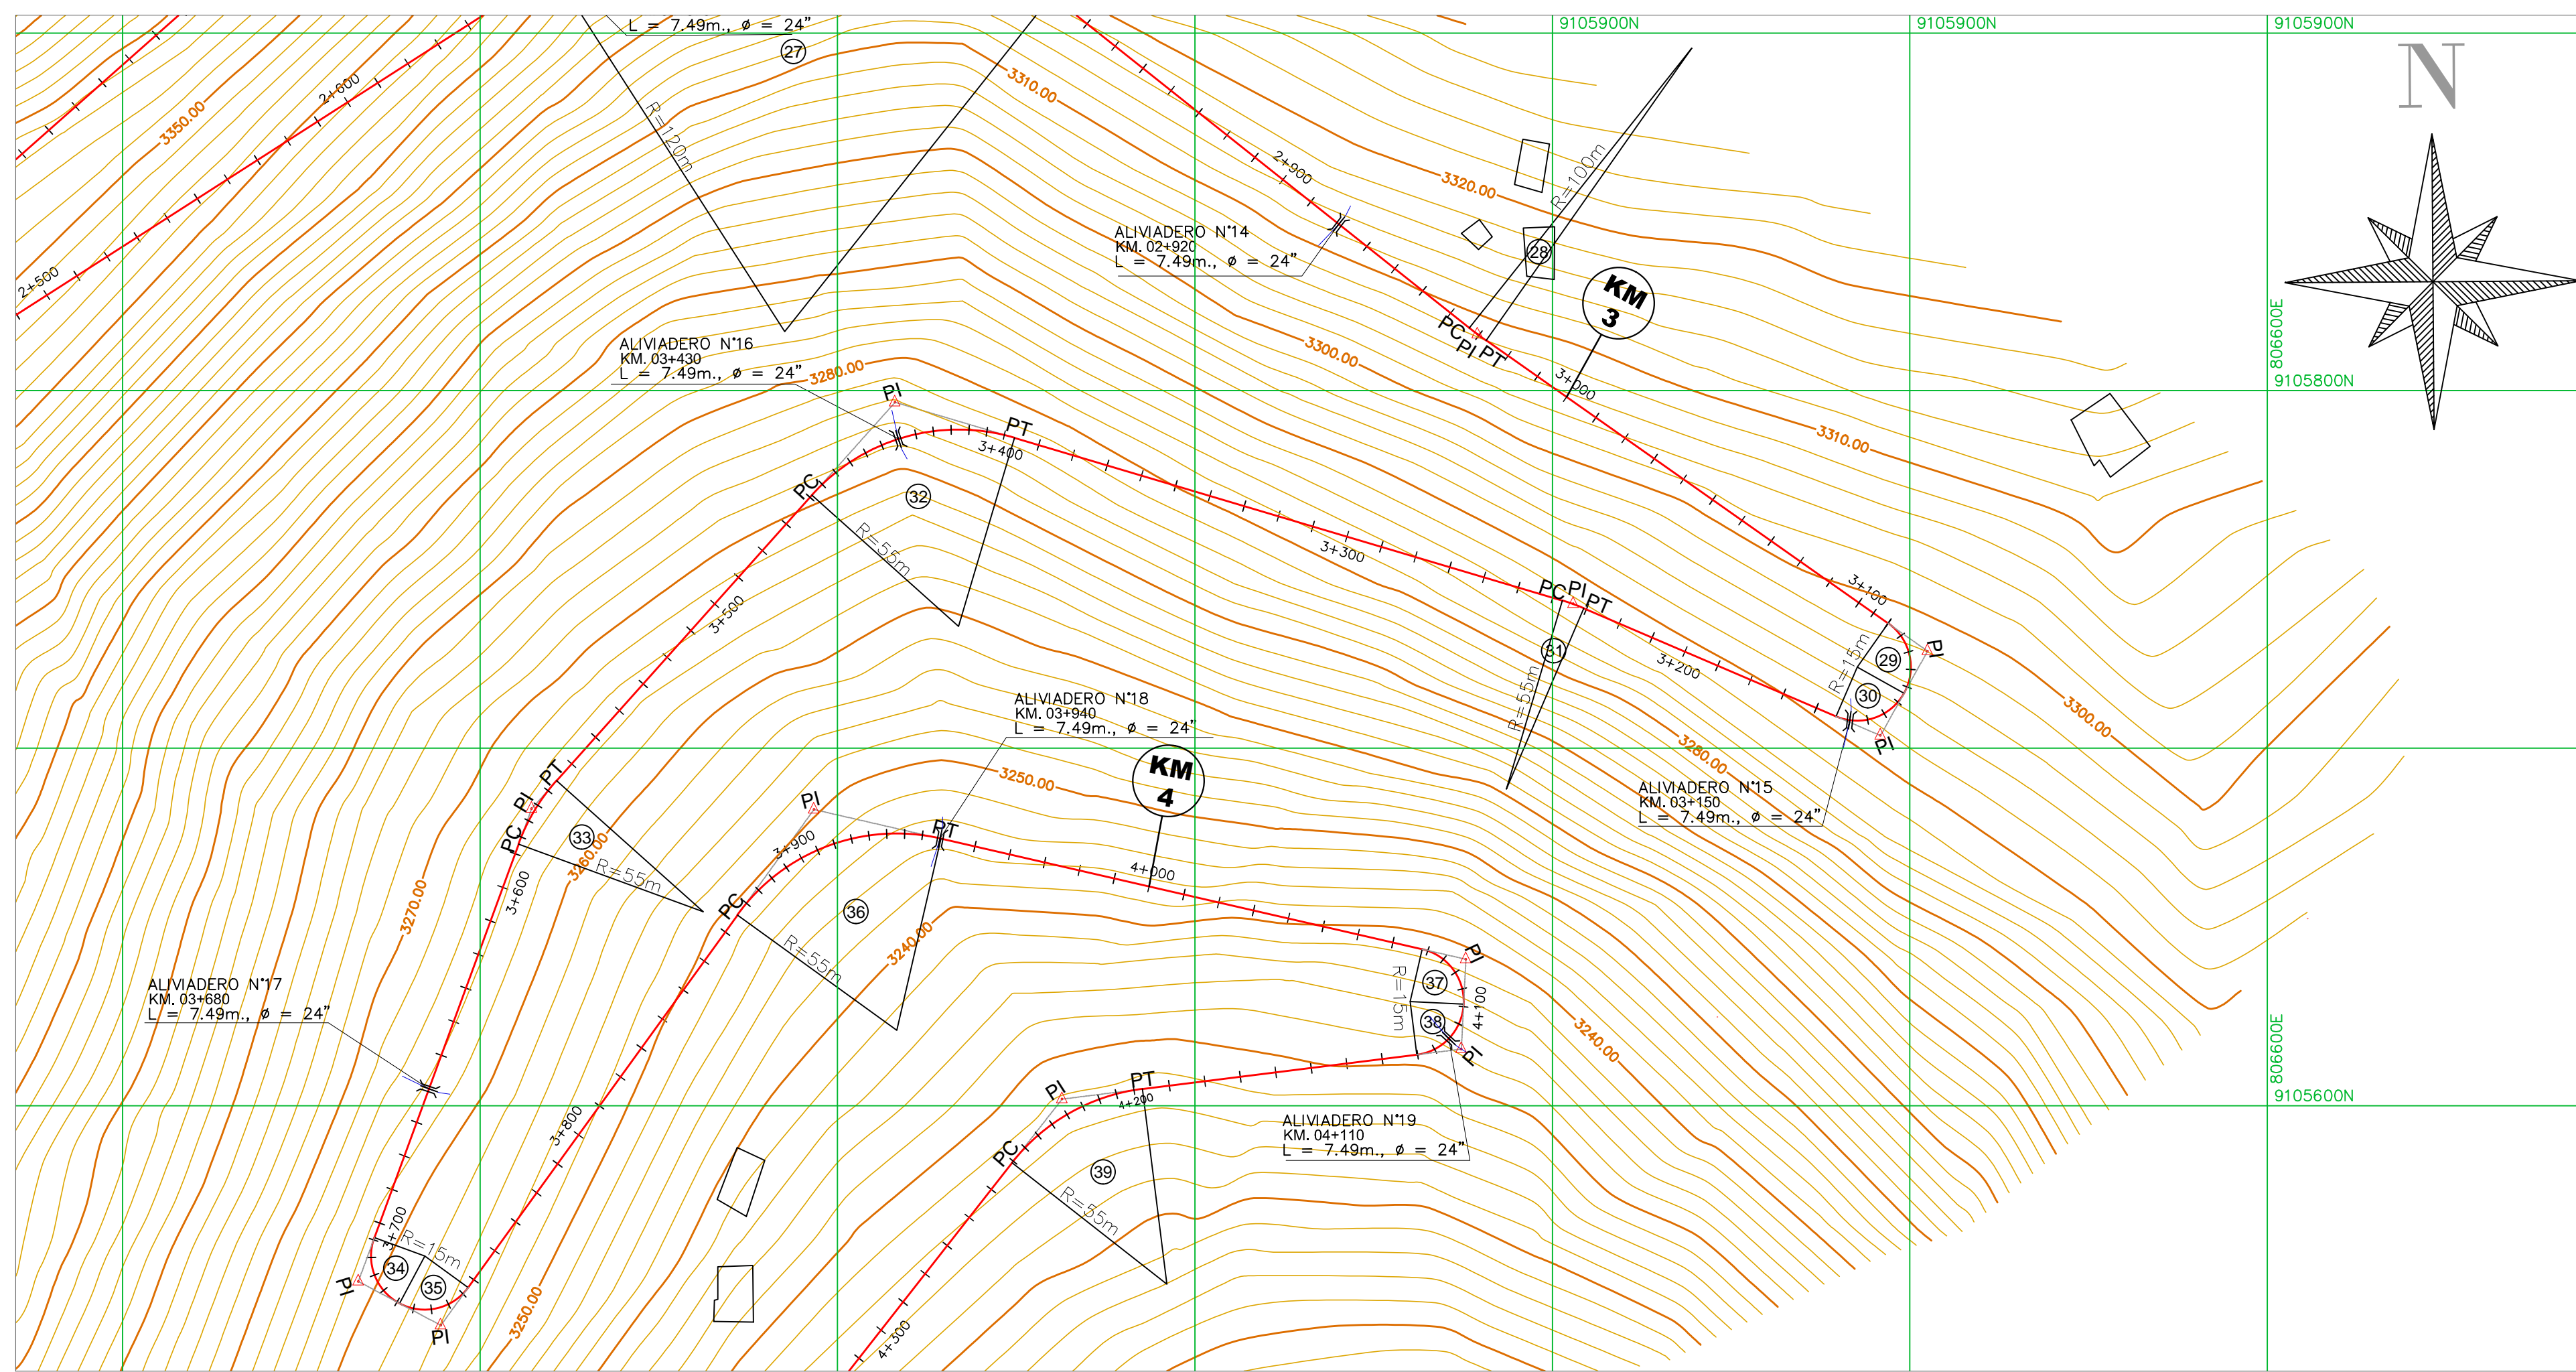 L = 7.49m., ø = 24"
27
9105900N
9105900N
9105900N
N
2+600
3350.00
R=120m
3310.00
2+900
R=100m
3320.00
ALIVIADERO N°14
KM. 02+920
L = 7.49m., ø = 24"
28
KM
3
2+500
806600E
PC
PI
PT
3300.00
ALIVIADERO N°16
KM. 03+430
L = 7.49m., ø = 24"
3280.00
3+000
9105800N
PI
PT
3+400
3310.00
PC
32
R=55m
3+300
PC
PI
PT
3+100
3+500
31
3+200
R=15m
29
PI
30
R=55m
3300.00
PI
3280.00
ALIVIADERO N°18
KM. 03+940
L = 7.49m., ø = 24"
KM
4
3250.00
ALIVIADERO N°15
KM. 03+150
L = 7.49m., ø = 24"
PT
PI
PC
33
3260.00
R=55m
PI
PT
3+900
4+000
3+600
3270.00
PC
36
3240.00
R=55m
PI
37
R=15m
4+100
38
PI
3240.00
806600E
ALIVIADERO N°17
KM. 03+680
L = 7.49m., ø = 24"
PI
PT
4+200
9105600N
3+800
ALIVIADERO N°19
KM. 04+110
L = 7.49m., ø = 24"
PC
39
R=55m
3+700
R=15m
34
35
PI
PI
3250.00
4+300